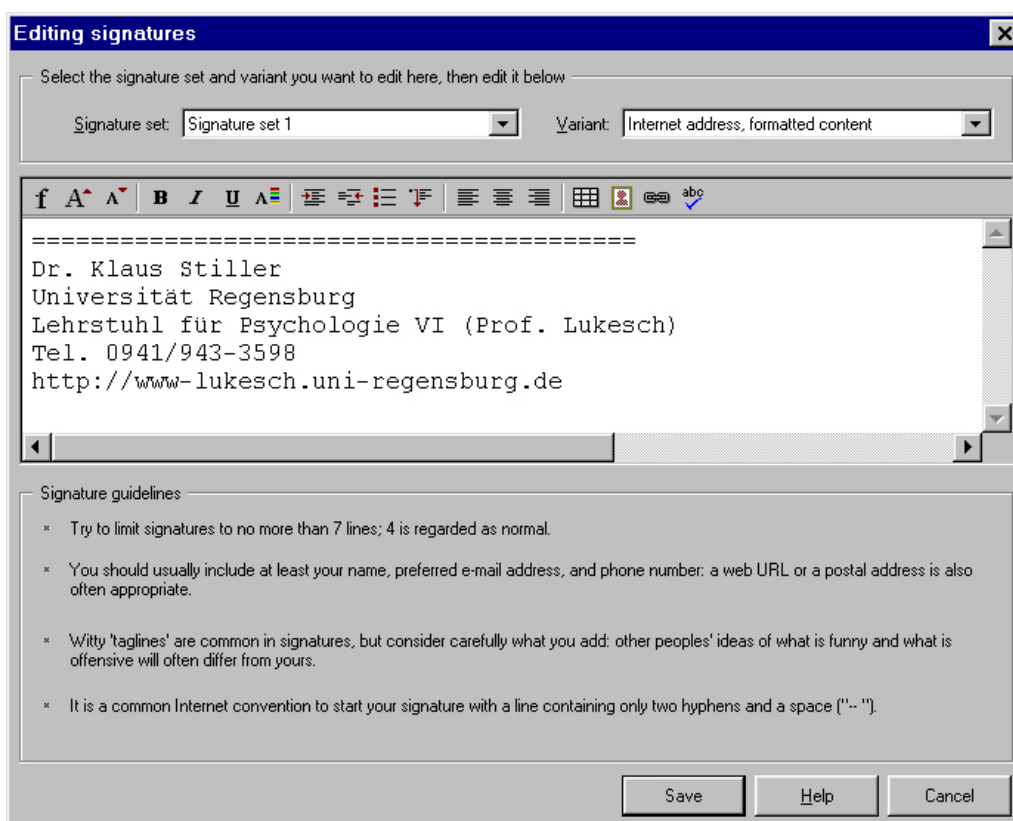 Editing signatures
Select the signature set and variant you want to edit here, then edit it below
Signature set: Signature set 1 Variant: Internet address, formatted content
f A A B I U A abc
=========================================
Dr. Klaus Stiller
Universität Regensburg
Lehrstuhl für Psychologie VI (Prof. Lukesch)
Tel. 0941/943-3598
http://www-lukesch.uni-regensburg.de
Signature guidelines
* Try to limit signatures to no more than 7 lines; 4 is regarded as normal.
* You should usually include at least your name, preferred e-mail address, and phone number: a web URL or a postal address is also
often appropriate.
* Witty 'taglines' are common in signatures, but consider carefully what you add: other peoples' ideas of what is funny and what is
offensive will often differ from yours.
* It is a common Internet convention to start your signature with a line containing only two hyphens and a space ("-- ").
Save Help Cancel